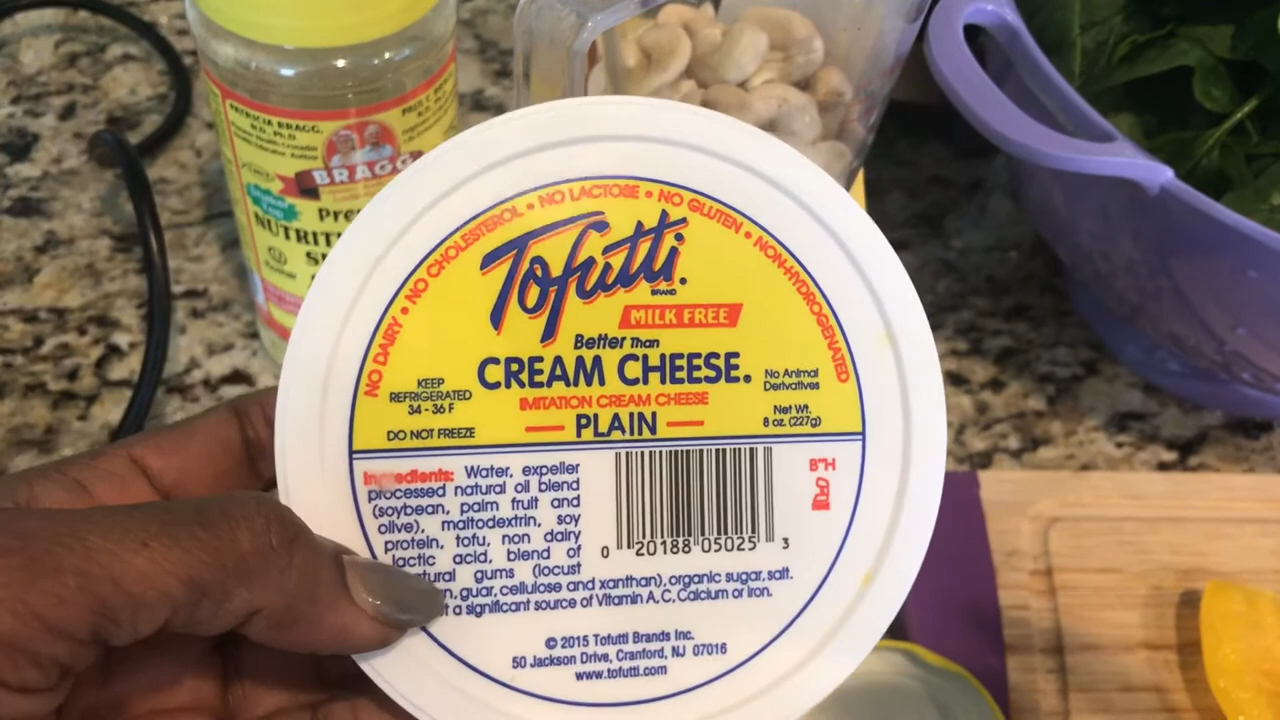 PATRICIA BRAGG,
N.D., Ph.D.
PAUL C.
BRAGG
NUTRIT
NO DAIRY • NO CHOLESTEROL • NO LACTOSE • NO GLUTEN • NON-HYDROGENATED
Tofutti.
BRAND
MILK FREE
Better Than
CREAM CHEESE.
IMITATION CREAM CHEESE
PLAIN
KEEP
REFRIGERATED
34 - 36 F
DO NOT FREEZE
No Animal
Derivatives
Net Wt.
8 oz. (227g)
Ingredients: Water, expeller
processed natural oil blend
(soybean, palm fruit and
olive), maltodextrin, soy
protein, tofu, non dairy
lactic acid, blend of
tural gums (locust
n, guar, cellulose and xanthan), organic sugar, salt.
t a significant source of Vitamin A, C, Calcium or Iron.
0 20188 05025 3
© 2015 Tofutti Brands Inc.
50 Jackson Drive, Cranford, NJ 07016
www.tofutti.com